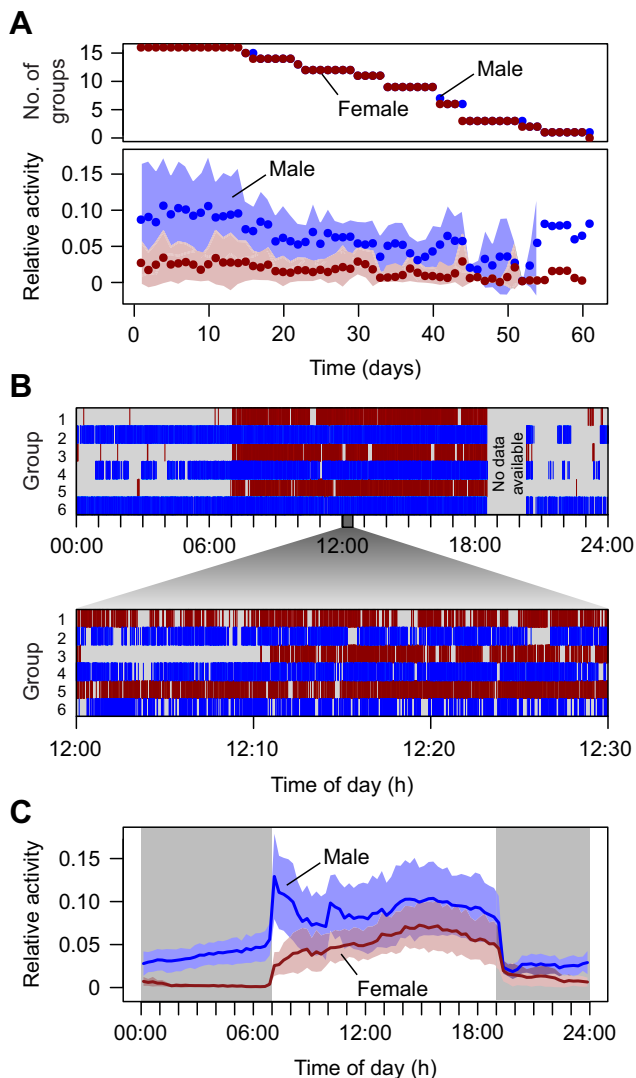 A
No. of groups
15
10
5
0
Male
Female
Relative activity
0.15
0.10
0.05
0
Male
0 10 20 30 40 50 60
Time (days)
B
Group
1
2
3
4
5
6
No data available
00:00 06:00 12:00 18:00 24:00
Group
1
2
3
4
5
6
12:00 12:10 12:20 12:30
Time of day (h)
C
Relative activity
0.15
0.10
0.05
0
Male
Female
00:00 06:00 12:00 18:00 24:00
Time of day (h)